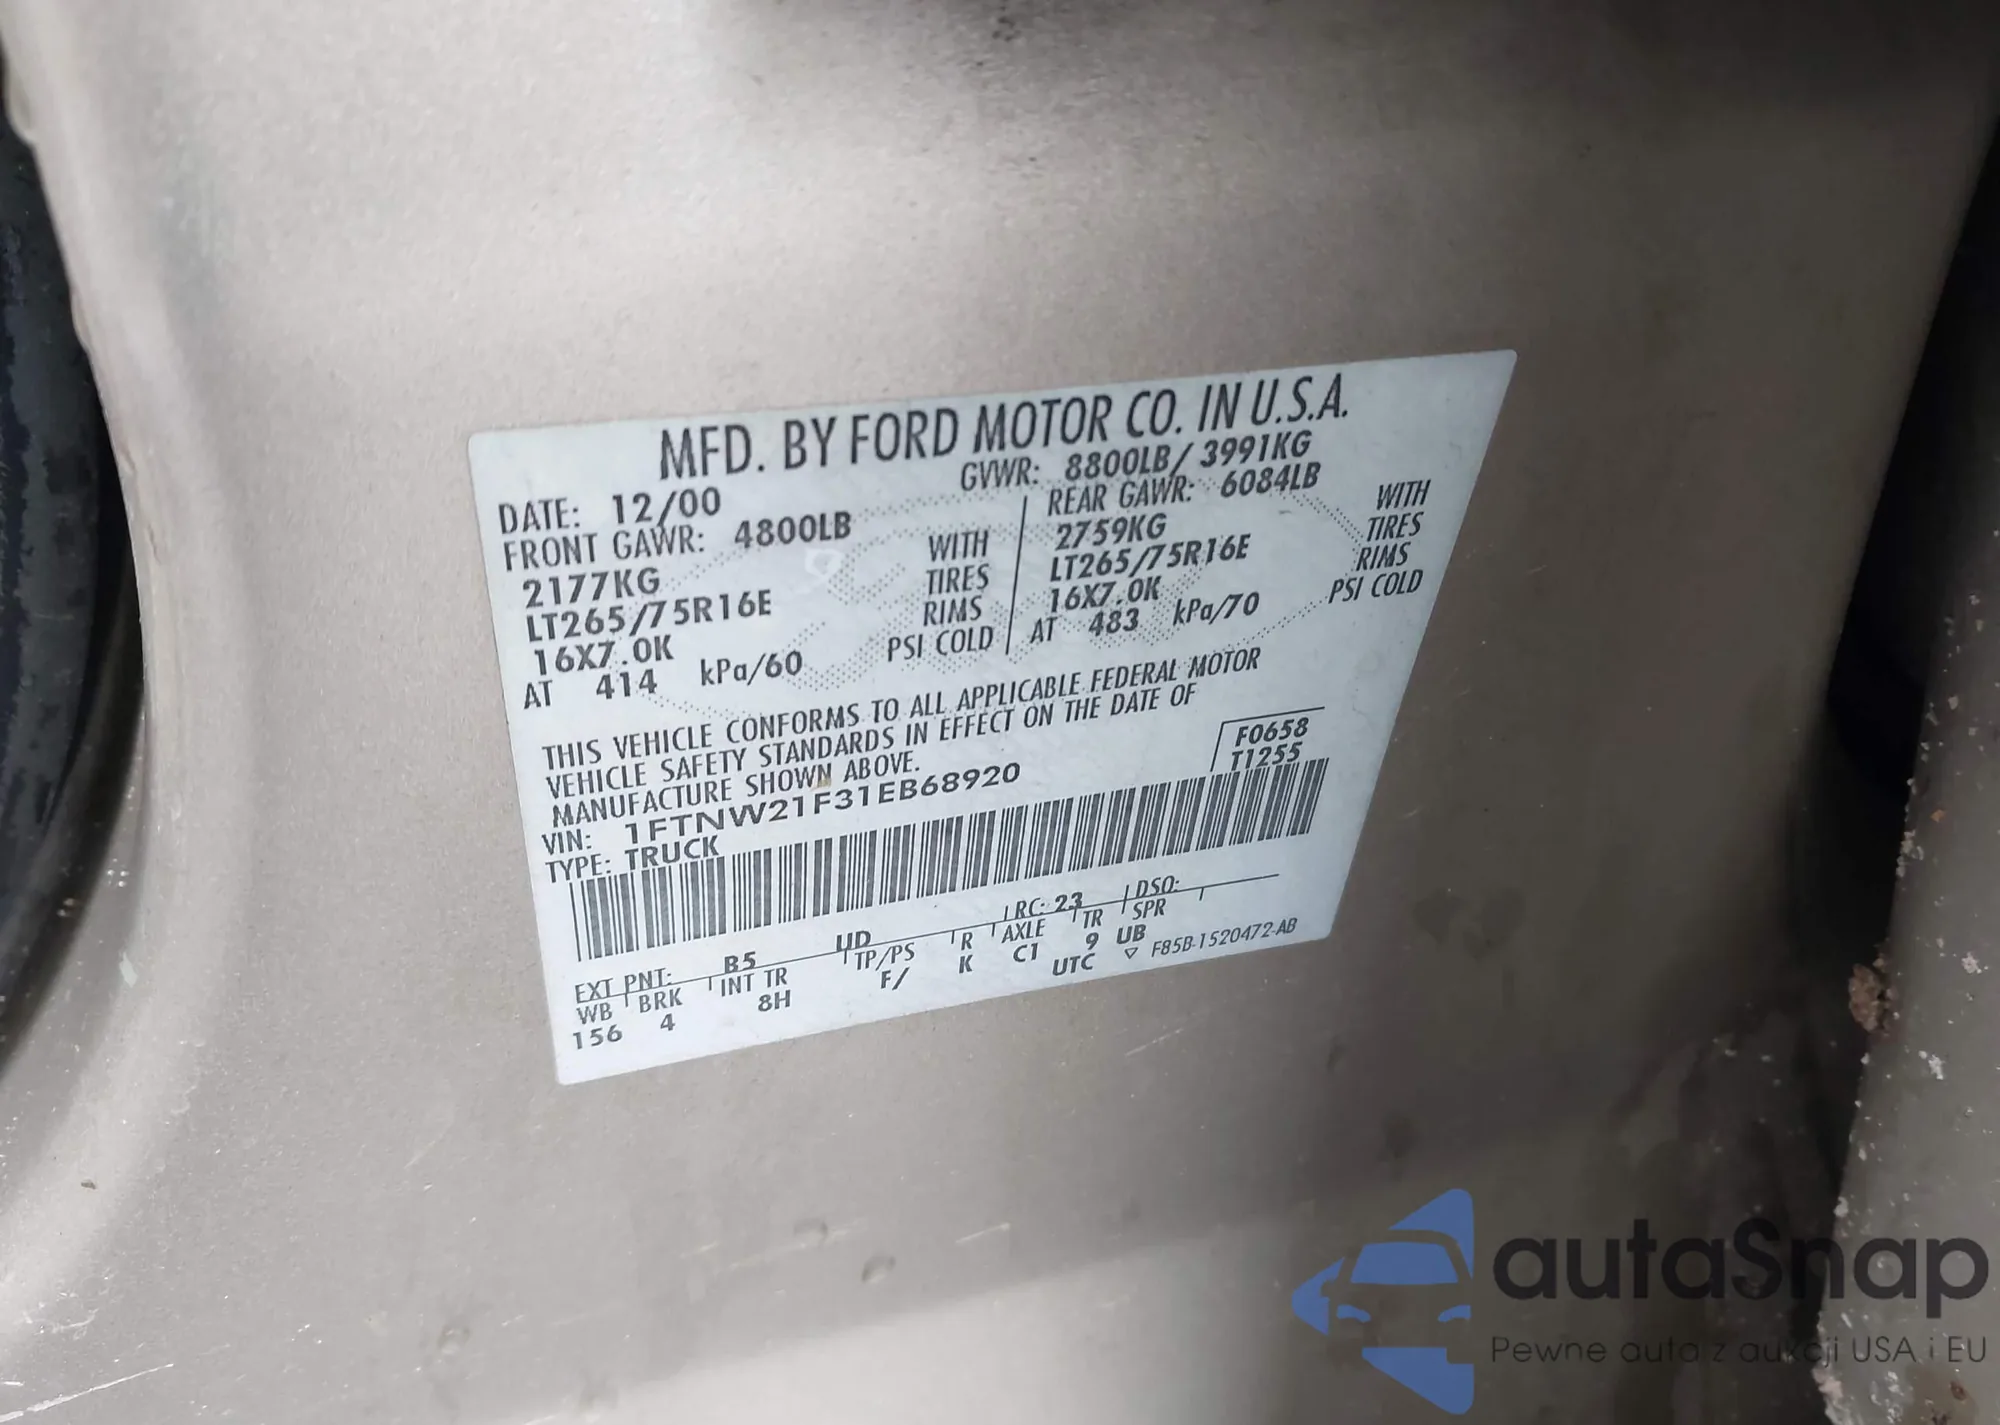 MFD. BY FORD MOTOR CO. IN U.S.A.
DATE: 12/00 GVWR: 8800LB/ 3991KG
FRONT GAWR: 4800LB REAR GAWR: 6084LB
2177KG WITH 2759KG WITH
LT265/75R16E TIRES LT265/75R16E TIRES
16X7.0K RIMS 16X7.0K RIMS
AT 414 kPa/60 PSI COLD AT 483 kPa/70 PSI COLD
THIS VEHICLE CONFORMS TO ALL APPLICABLE FEDERAL MOTOR
VEHICLE SAFETY STANDARDS IN EFFECT ON THE DATE OF
MANUFACTURE SHOWN ABOVE.
F0658
T1255
VIN: 1FTNW21F31EB68920
TYPE: TRUCK
EXT PNT: B5 UD RC: 23 DSO:
WB BRK INT TR TP/PS R AXLE TR SPR
156 4 8H F/ K C1 9 UB
UTC ▽ F85B-1520472-AB
autaSnap
Pewne auta z aukcji USA i EU